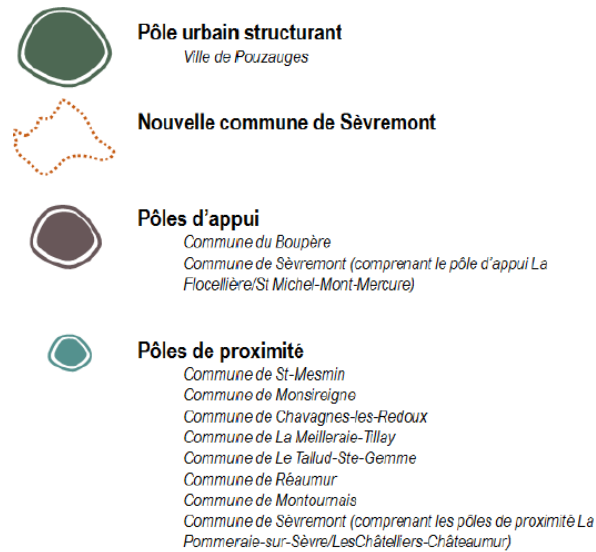 Pôle urbain structurant
Ville de Pouzauges
Nouvelle commune de Sèvremont
Pôles d'appui
Commune du Boupère
Commune de Sèvremont (comprenant le pôle d'appui La
Flocellière/St Michel-Mont-Mercure)
Pôles de proximité
Commune de St-Mesmin
Commune de Monsireigne
Commune de Chavagnes-les-Redoux
Commune de La Meilleraie-Tillay
Commune de Le Tallud-Ste-Gemme
Commune de Réaumur
Commune de Montournais
Commune de Sèvremont (comprenant les pôles de proximité La
Pommeraie-sur-Sèvre/LesChâtelliers-Châteaumur)